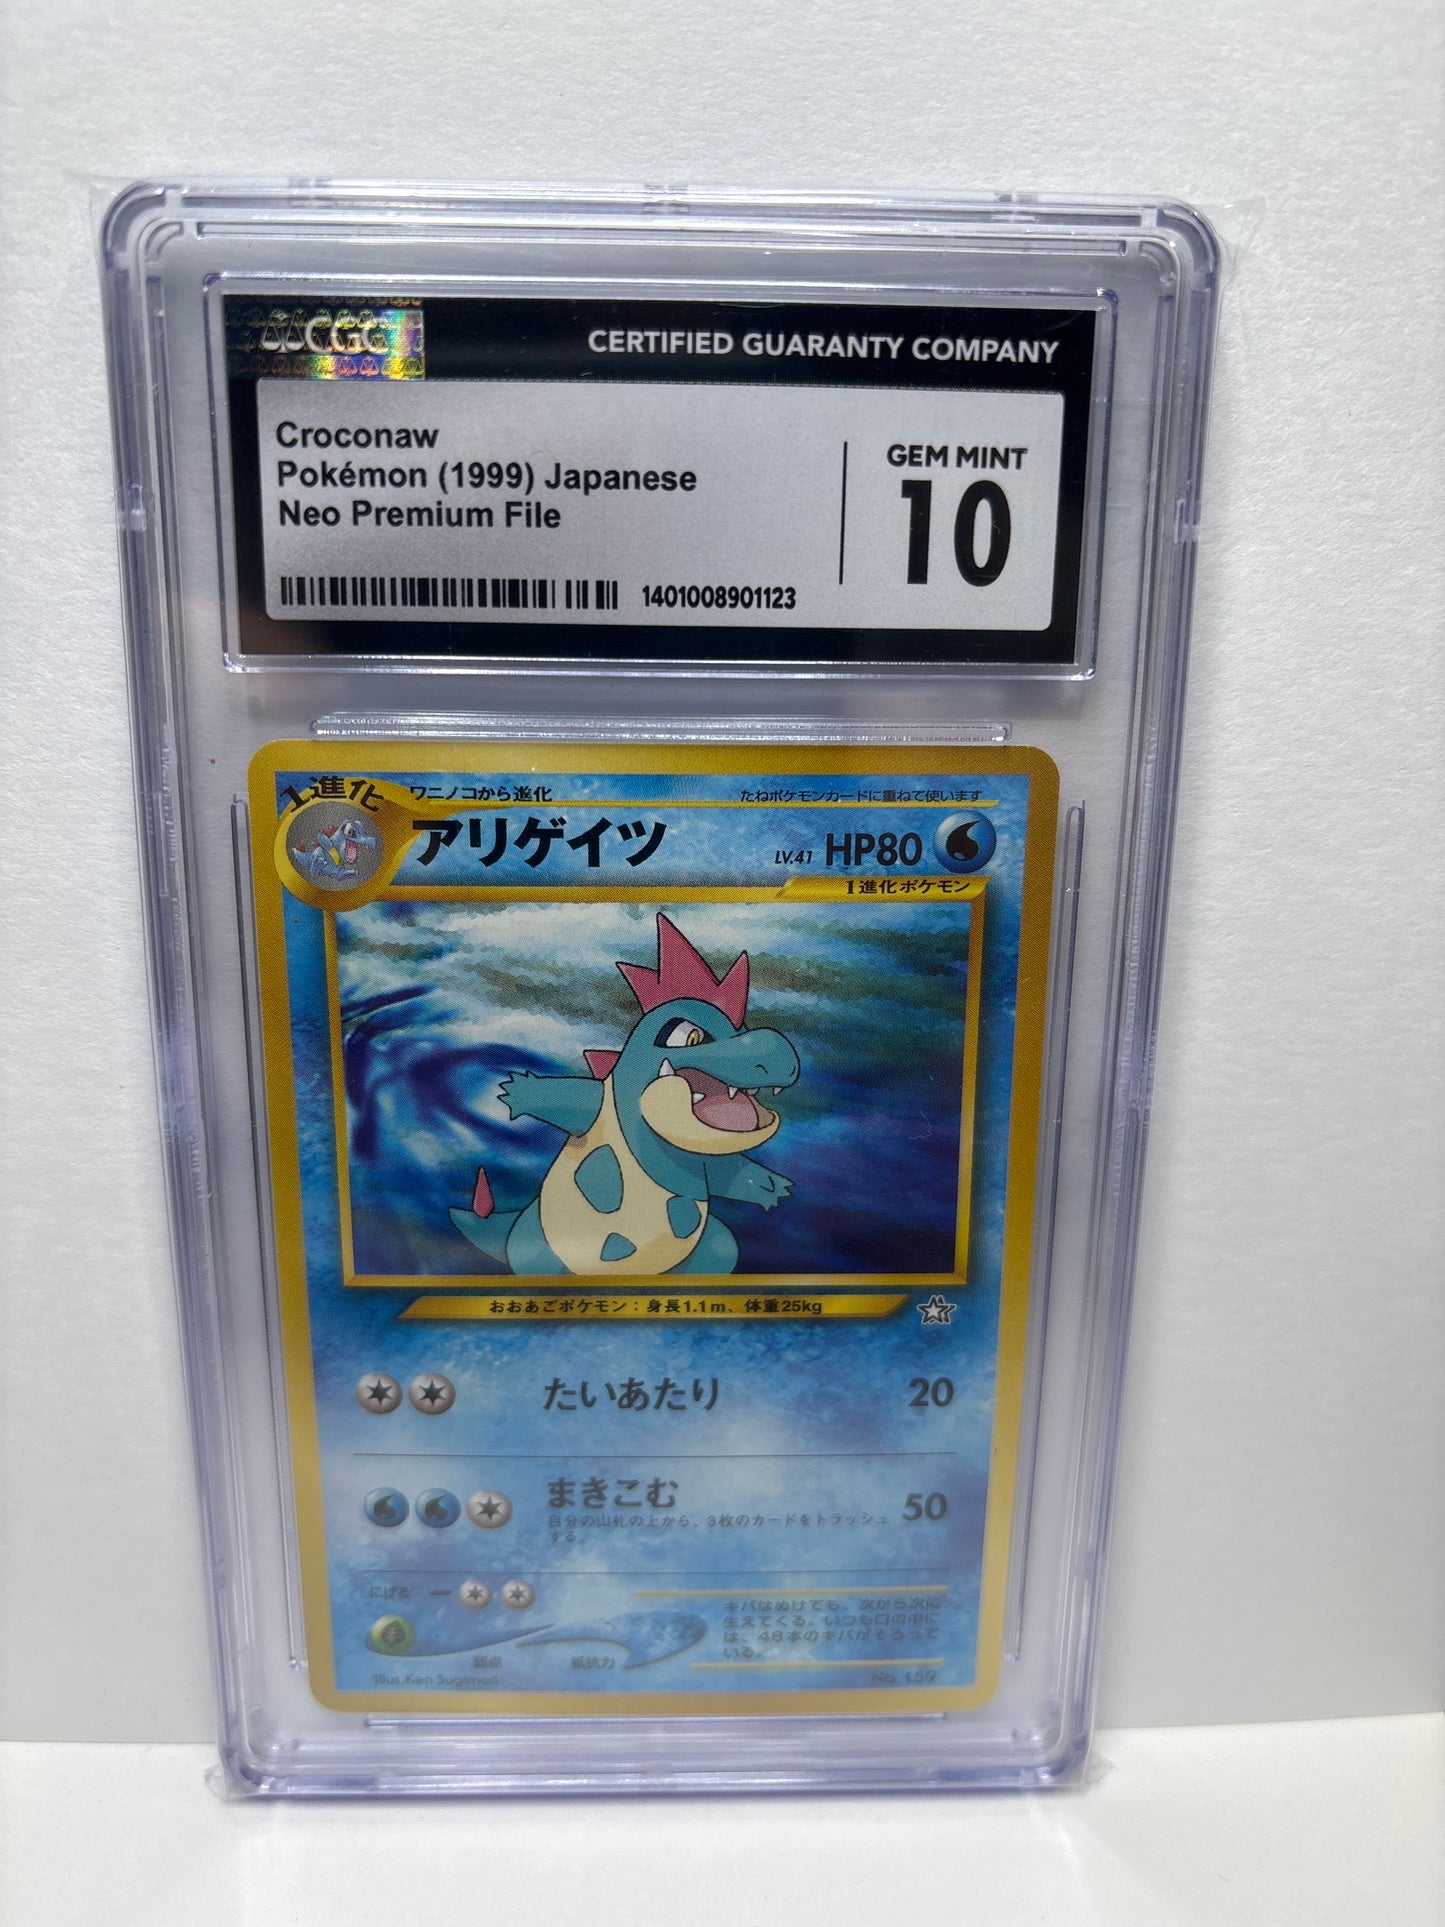 CGC
CERTIFIED GUARANTY COMPANY
Croconaw
Pokémon (1999) Japanese
Neo Premium File
GEM MINT
10
1401008901123
1進化
ワニノコから進化
たねポケモンカードに重ねて使います
アリゲイツ
LV.41 HP80
1進化ポケモン
おおあごポケモン：身長1.1m、体重25kg
たいあたり 20
まきこむ 50
自分の山札の上から、3枚のカードをトラッシュ
する。
にげる
キバはぬけても、次から次に
生えてくる。いつも口の中に
は、48本のキバがそろって
いる。
弱点
抵抗力
Illus.Ken Sugimori
No.159